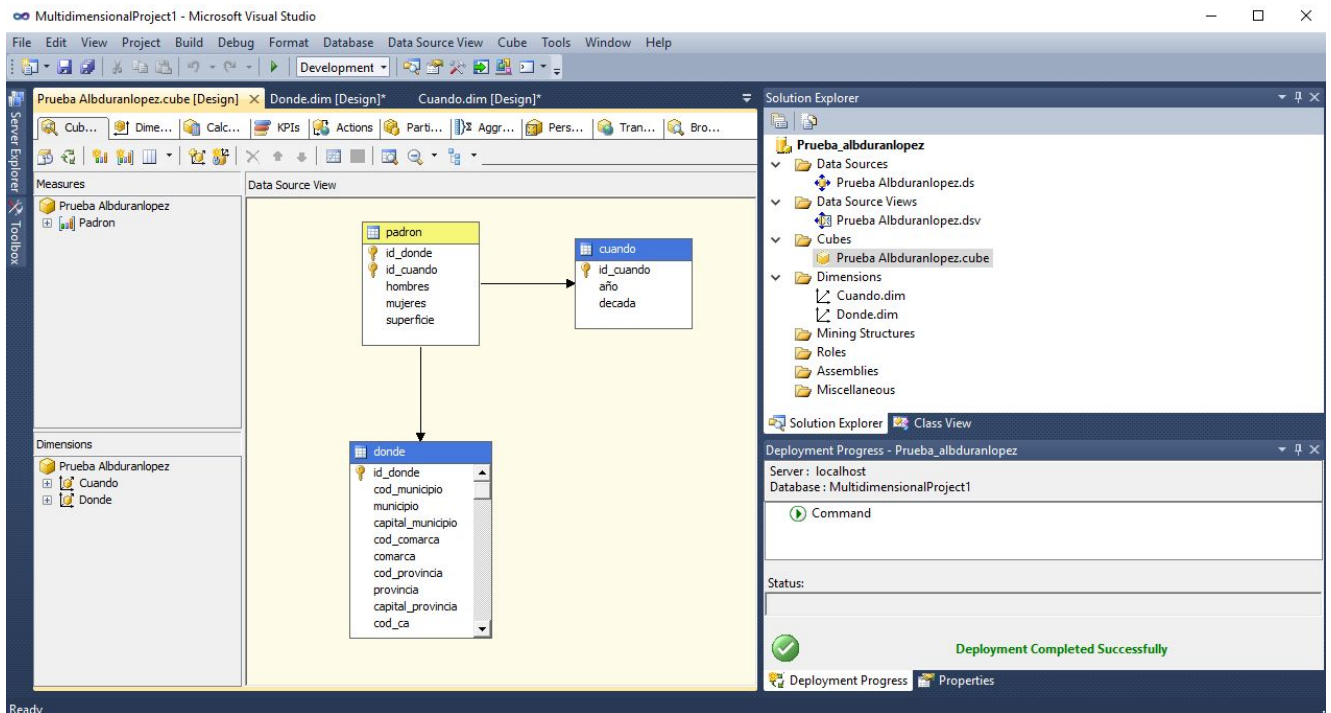 MultidimensionalProject1 - Microsoft Visual Studio
File Edit View Project Build Debug Format Database Data Source View Cube Tools Window Help
Development
Server Explorer
Toolbox
Prueba Albduranlopez.cube [Design] Donde.dim [Design]* Cuando.dim [Design]*
Cub... Dime... Calc... KPIs Actions Parti... Aggr... Pers... Tran... Bro...
Measures
Prueba Albduranlopez
Padron
Dimensions
Prueba Albduranlopez
Cuando
Donde
Data Source View
padron
id_donde
id_cuando
hombres
mujeres
superficie
cuando
id_cuando
año
decada
donde
id_donde
cod_municipio
municipio
capital_municipio
cod_comarca
comarca
cod_provincia
provincia
capital_provincia
cod_ca
Solution Explorer
Prueba_albduranlopez
Data Sources
Prueba Albduranlopez.ds
Data Source Views
Prueba Albduranlopez.dsv
Cubes
Prueba Albduranlopez.cube
Dimensions
Cuando.dim
Donde.dim
Mining Structures
Roles
Assemblies
Miscellaneous
Solution Explorer Class View
Deployment Progress - Prueba_albduranlopez
Server : localhost
Database : MultidimensionalProject1
Command
Status:
Deployment Completed Successfully
Deployment Progress Properties
Ready